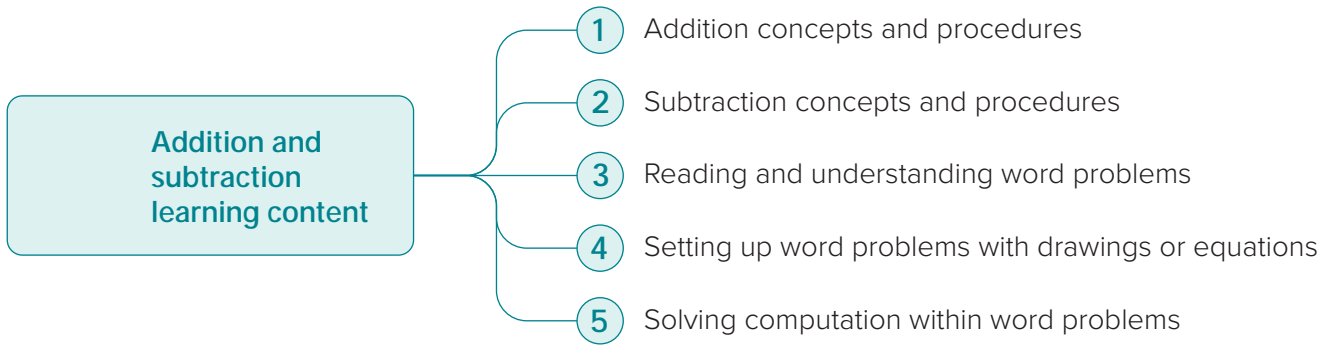 Addition and
subtraction
learning content
1 Addition concepts and procedures
2 Subtraction concepts and procedures
3 Reading and understanding word problems
4 Setting up word problems with drawings or equations
5 Solving computation within word problems